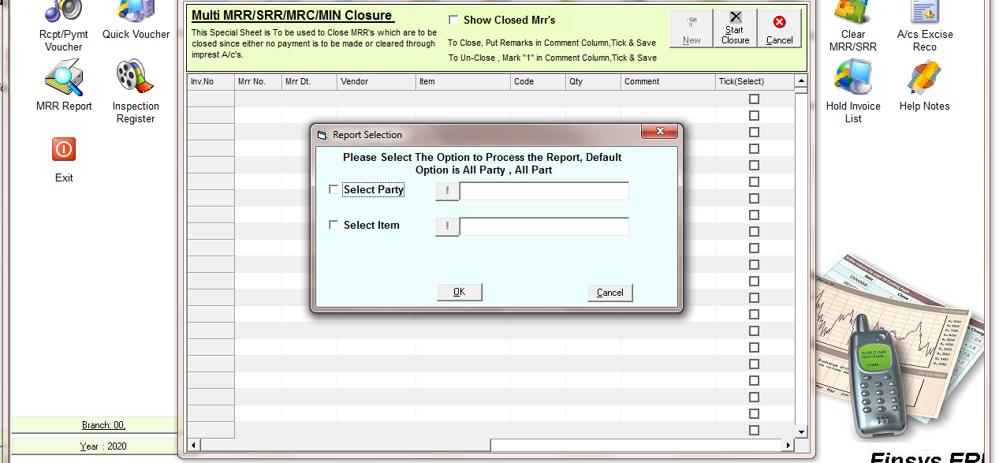 Rcpt/Pymt
Voucher
Quick Voucher
MRR Report
Inspection
Register
Exit
Branch: 00,
Year : 2020
Multi MRR/SRR/MRC/MIN Closure
This Special Sheet is To be used to Close MRR's which are to be
closed since either no payment is to be made or cleared through
imprest A/c's.
Show Closed Mrr's
To Close, Put Remarks in Comment Column,Tick & Save
To Un-Close , Mark "1" in Comment Column,Tick & Save
New
Start
Closure
Cancel
Inv.No Mrr No. Mrr Dt. Vendor Item Code Qty Comment Tick(Select)
Report Selection
Please Select The Option to Process the Report, Default
Option is All Party , All Part
Select Party !
Select Item !
OK Cancel
Clear
MRR/SRR
A/cs Excise
Reco
Hold Invoice
List
Help Notes
Date
Close
WORLD GAM
NEW NAME...
Finsys ERP